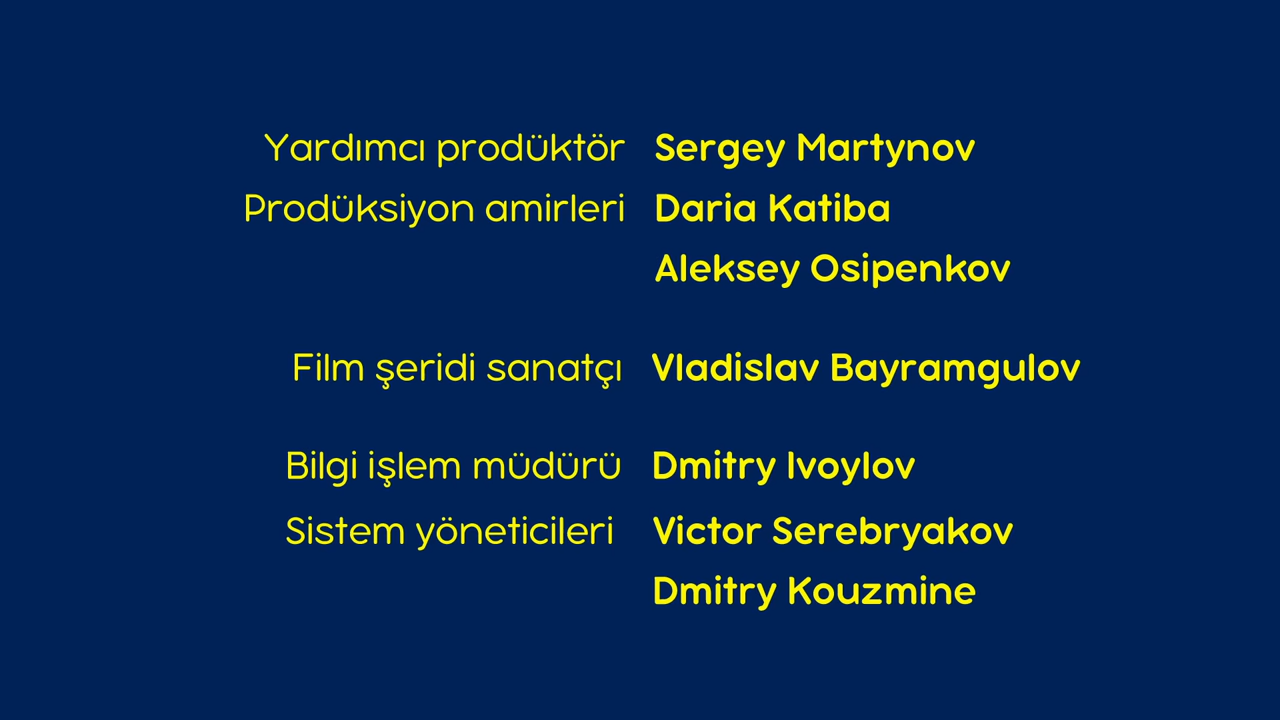 Yardımcı prodüktör Sergey Martynov
Prodüksiyon amirleri Daria Katiba
Aleksey Osipenkov
Film şeridi sanatçı Vladislav Bayramgulov
Bilgi işlem müdürü Dmitry Ivoylov
Sistem yöneticileri Victor Serebryakov
Dmitry Kouzmine